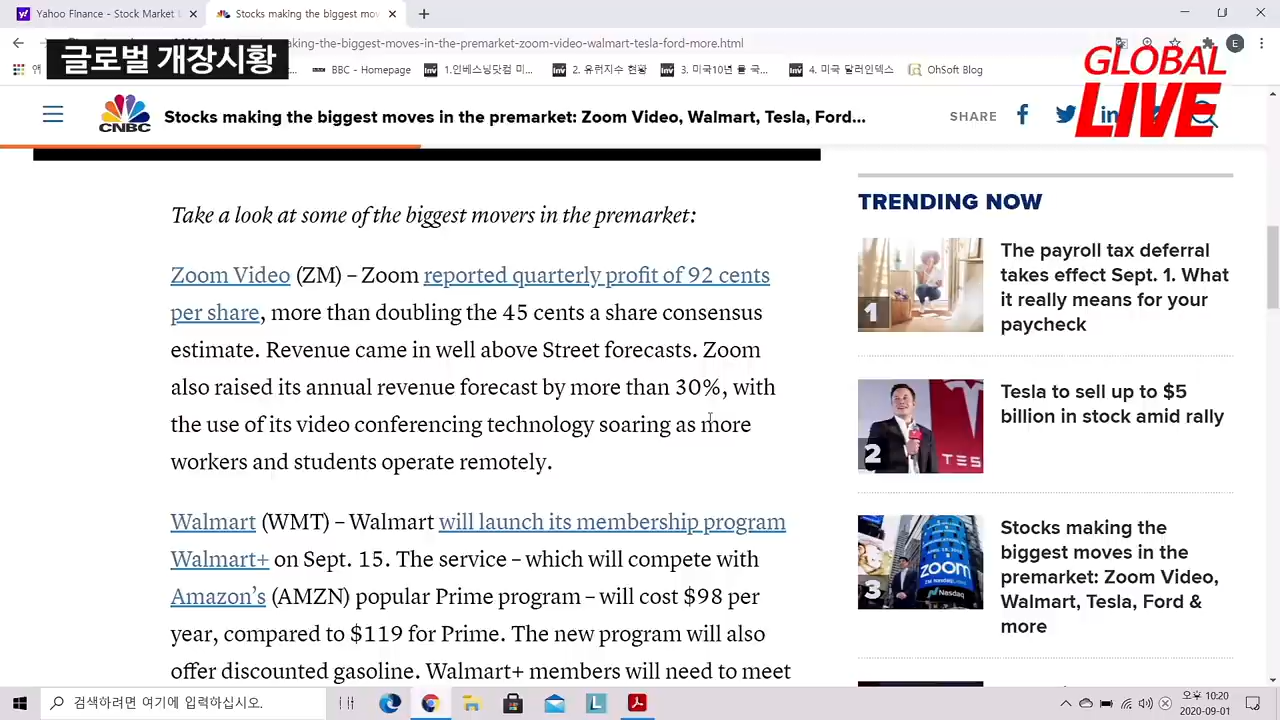 Yahoo Finance - Stock Market
Stocks making the biggest mov
aking-the-biggest-moves-in-the-premarket-zoom-video-walmart-tesla-ford-more.html
글로벌 개장시황
E
BBC - Homepage
1.인베스팅닷컴 미...
2. 유럽지수 현황
3. 미국10년 물 국...
4. 미국 달러인덱스
OhSoft Blog
GLOBAL
LIVE
CNBC
Stocks making the biggest moves in the premarket: Zoom Video, Walmart, Tesla, Ford...
SHARE
Take a look at some of the biggest movers in the premarket:
Zoom Video (ZM) – Zoom reported quarterly profit of 92 cents
per share, more than doubling the 45 cents a share consensus
estimate. Revenue came in well above Street forecasts. Zoom
also raised its annual revenue forecast by more than 30%, with
the use of its video conferencing technology soaring as more
workers and students operate remotely.
Walmart (WMT) – Walmart will launch its membership program
Walmart+ on Sept. 15. The service – which will compete with
Amazon's (AMZN) popular Prime program – will cost $98 per
year, compared to $119 for Prime. The new program will also
offer discounted gasoline. Walmart+ members will need to meet
TRENDING NOW
1
The payroll tax deferral
takes effect Sept. 1. What
it really means for your
paycheck
2
TES
Tesla to sell up to $5
billion in stock amid rally
3
zoom
Nasdaq
Stocks making the
biggest moves in the
premarket: Zoom Video,
Walmart, Tesla, Ford &
more
검색하려면 여기에 입력하십시오.
오후 10:20
2020-09-01